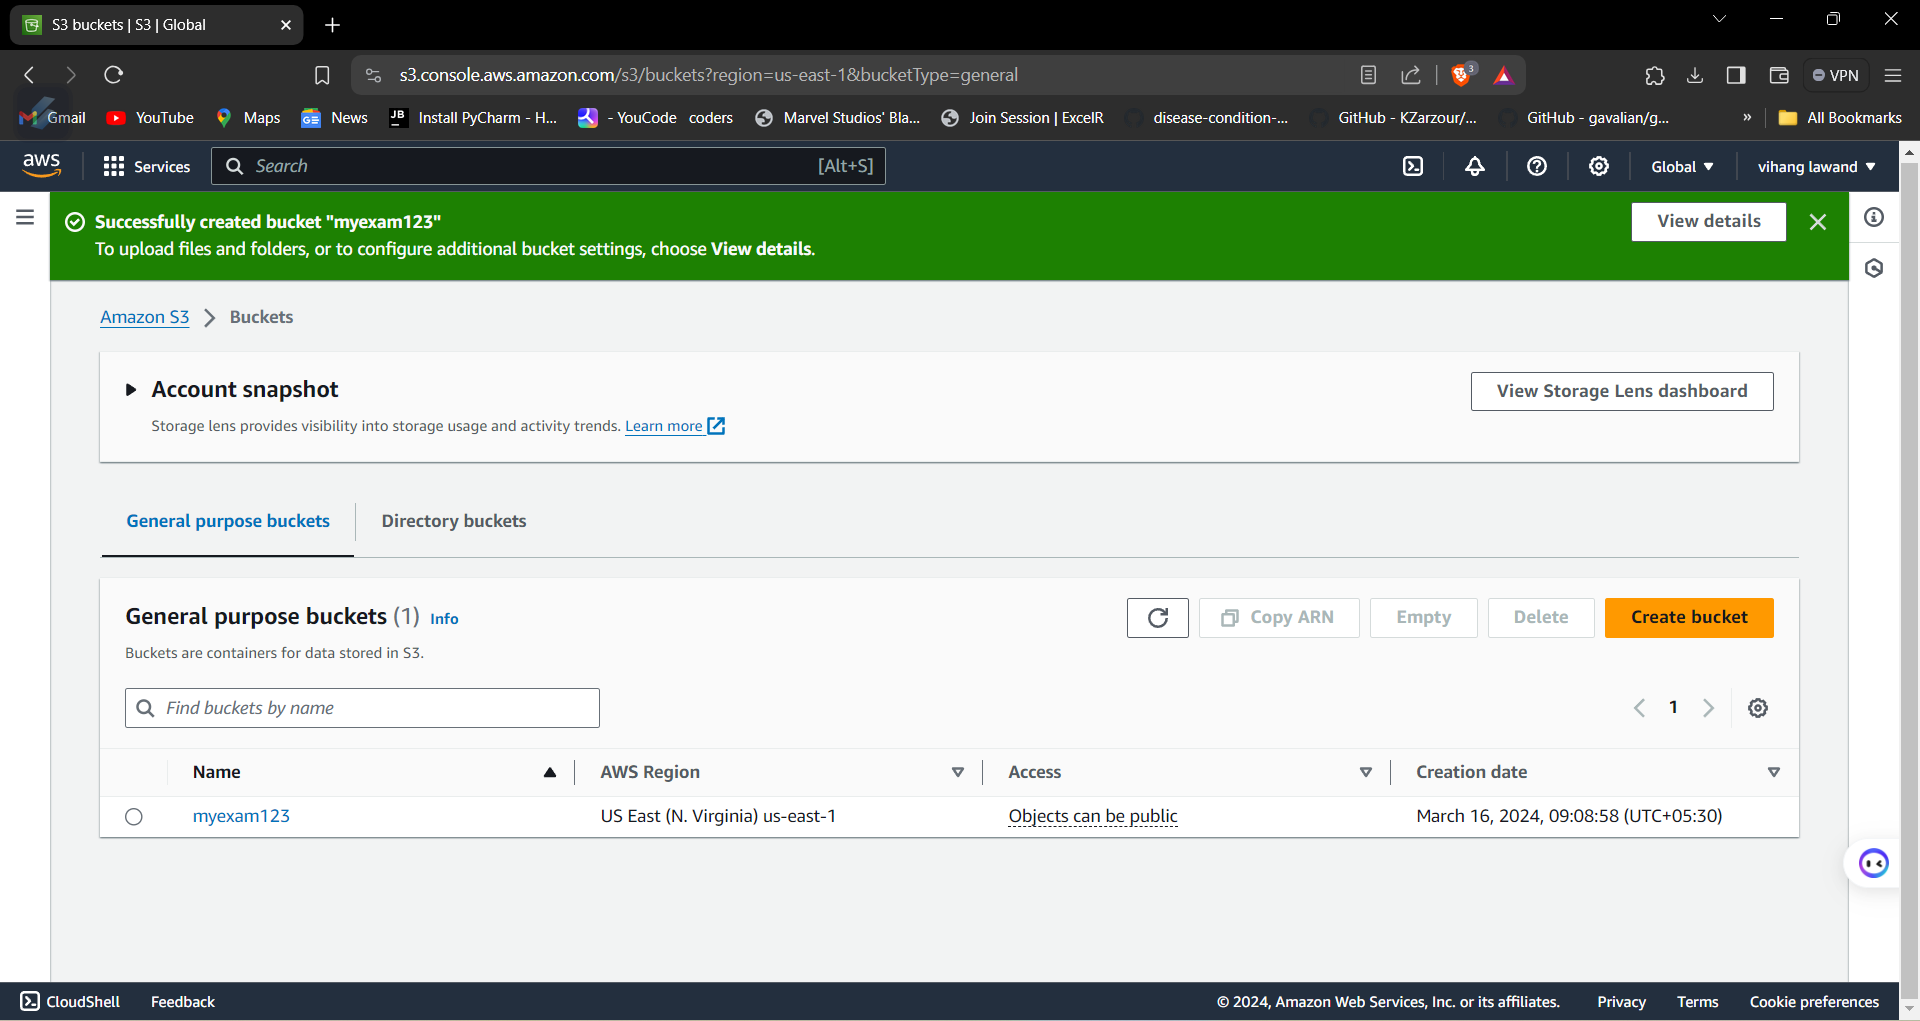 S3 buckets | S3 | Global
s3.console.aws.amazon.com/s3/buckets?region=us-east-1&bucketType=general
3
VPN
Gmail YouTube Maps News Install PyCharm - H... - YouCode coders Marvel Studios' Bla... Join Session | ExcelR disease-condition-... GitHub - KZarzour/... GitHub - gavalian/g... » All Bookmarks
aws Services Search [Alt+S] Global vihang lawand
Successfully created bucket "myexam123"
To upload files and folders, or to configure additional bucket settings, choose View details.
View details
Amazon S3 Buckets
Account snapshot
View Storage Lens dashboard
Storage lens provides visibility into storage usage and activity trends. Learn more
General purpose buckets Directory buckets
General purpose buckets (1) Info
Copy ARN Empty Delete Create bucket
Buckets are containers for data stored in S3.
Find buckets by name
1
Name AWS Region Access Creation date
myexam123 US East (N. Virginia) us-east-1 Objects can be public March 16, 2024, 09:08:58 (UTC+05:30)
CloudShell Feedback © 2024, Amazon Web Services, Inc. or its affiliates. Privacy Terms Cookie preferences